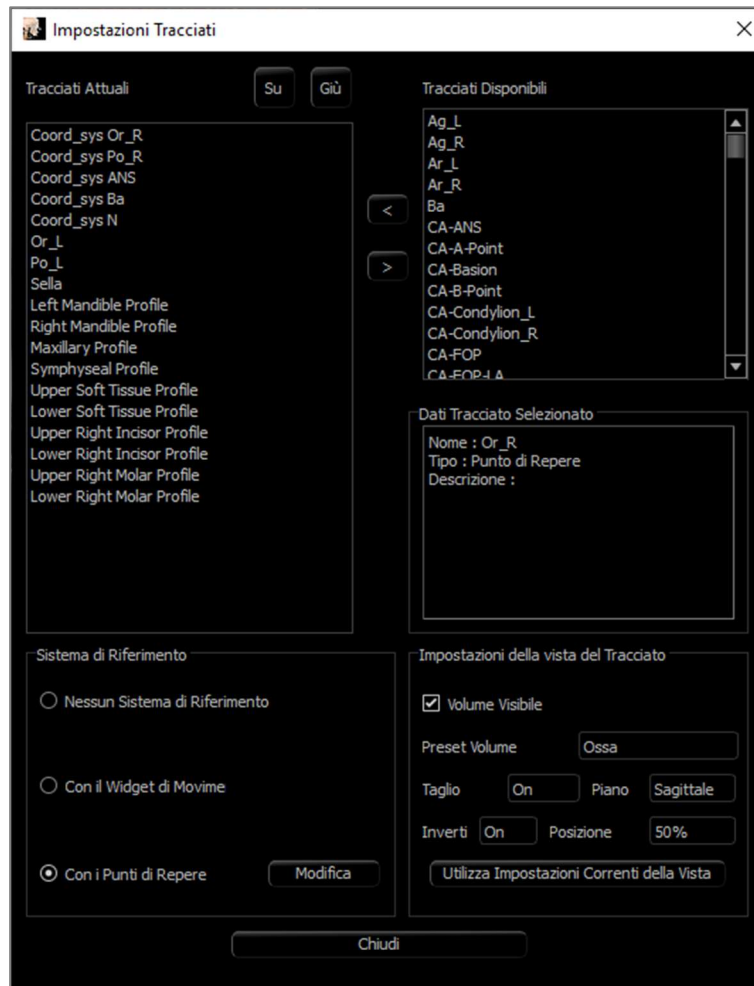 Impostazioni Tracciati
Tracciati Attuali
Su
Giù
Coord_sys Or_R
Coord_sys Po_R
Coord_sys ANS
Coord_sys Ba
Coord_sys N
Or_L
Po_L
Sella
Left Mandible Profile
Right Mandible Profile
Maxillary Profile
Symphyseal Profile
Upper Soft Tissue Profile
Lower Soft Tissue Profile
Upper Right Incisor Profile
Lower Right Incisor Profile
Upper Right Molar Profile
Lower Right Molar Profile
<
>
Tracciati Disponibili
Ag_L
Ag_R
Ar_L
Ar_R
Ba
CA-ANS
CA-A-Point
CA-Basion
CA-B-Point
CA-Condylion_L
CA-Condylion_R
CA-FOP
CA-FOP-LA
Dati Tracciato Selezionato
Nome : Or_R
Tipo : Punto di Repere
Descrizione :
Sistema di Riferimento
Nessun Sistema di Riferimento
Con il Widget di Movime
Con i Punti di Repere
Modifica
Impostazioni della vista del Tracciato
Volume Visibile
Preset Volume Ossa
Taglio On Piano Sagittale
Inverti On Posizione 50%
Utilizza Impostazioni Correnti della Vista
Chiudi